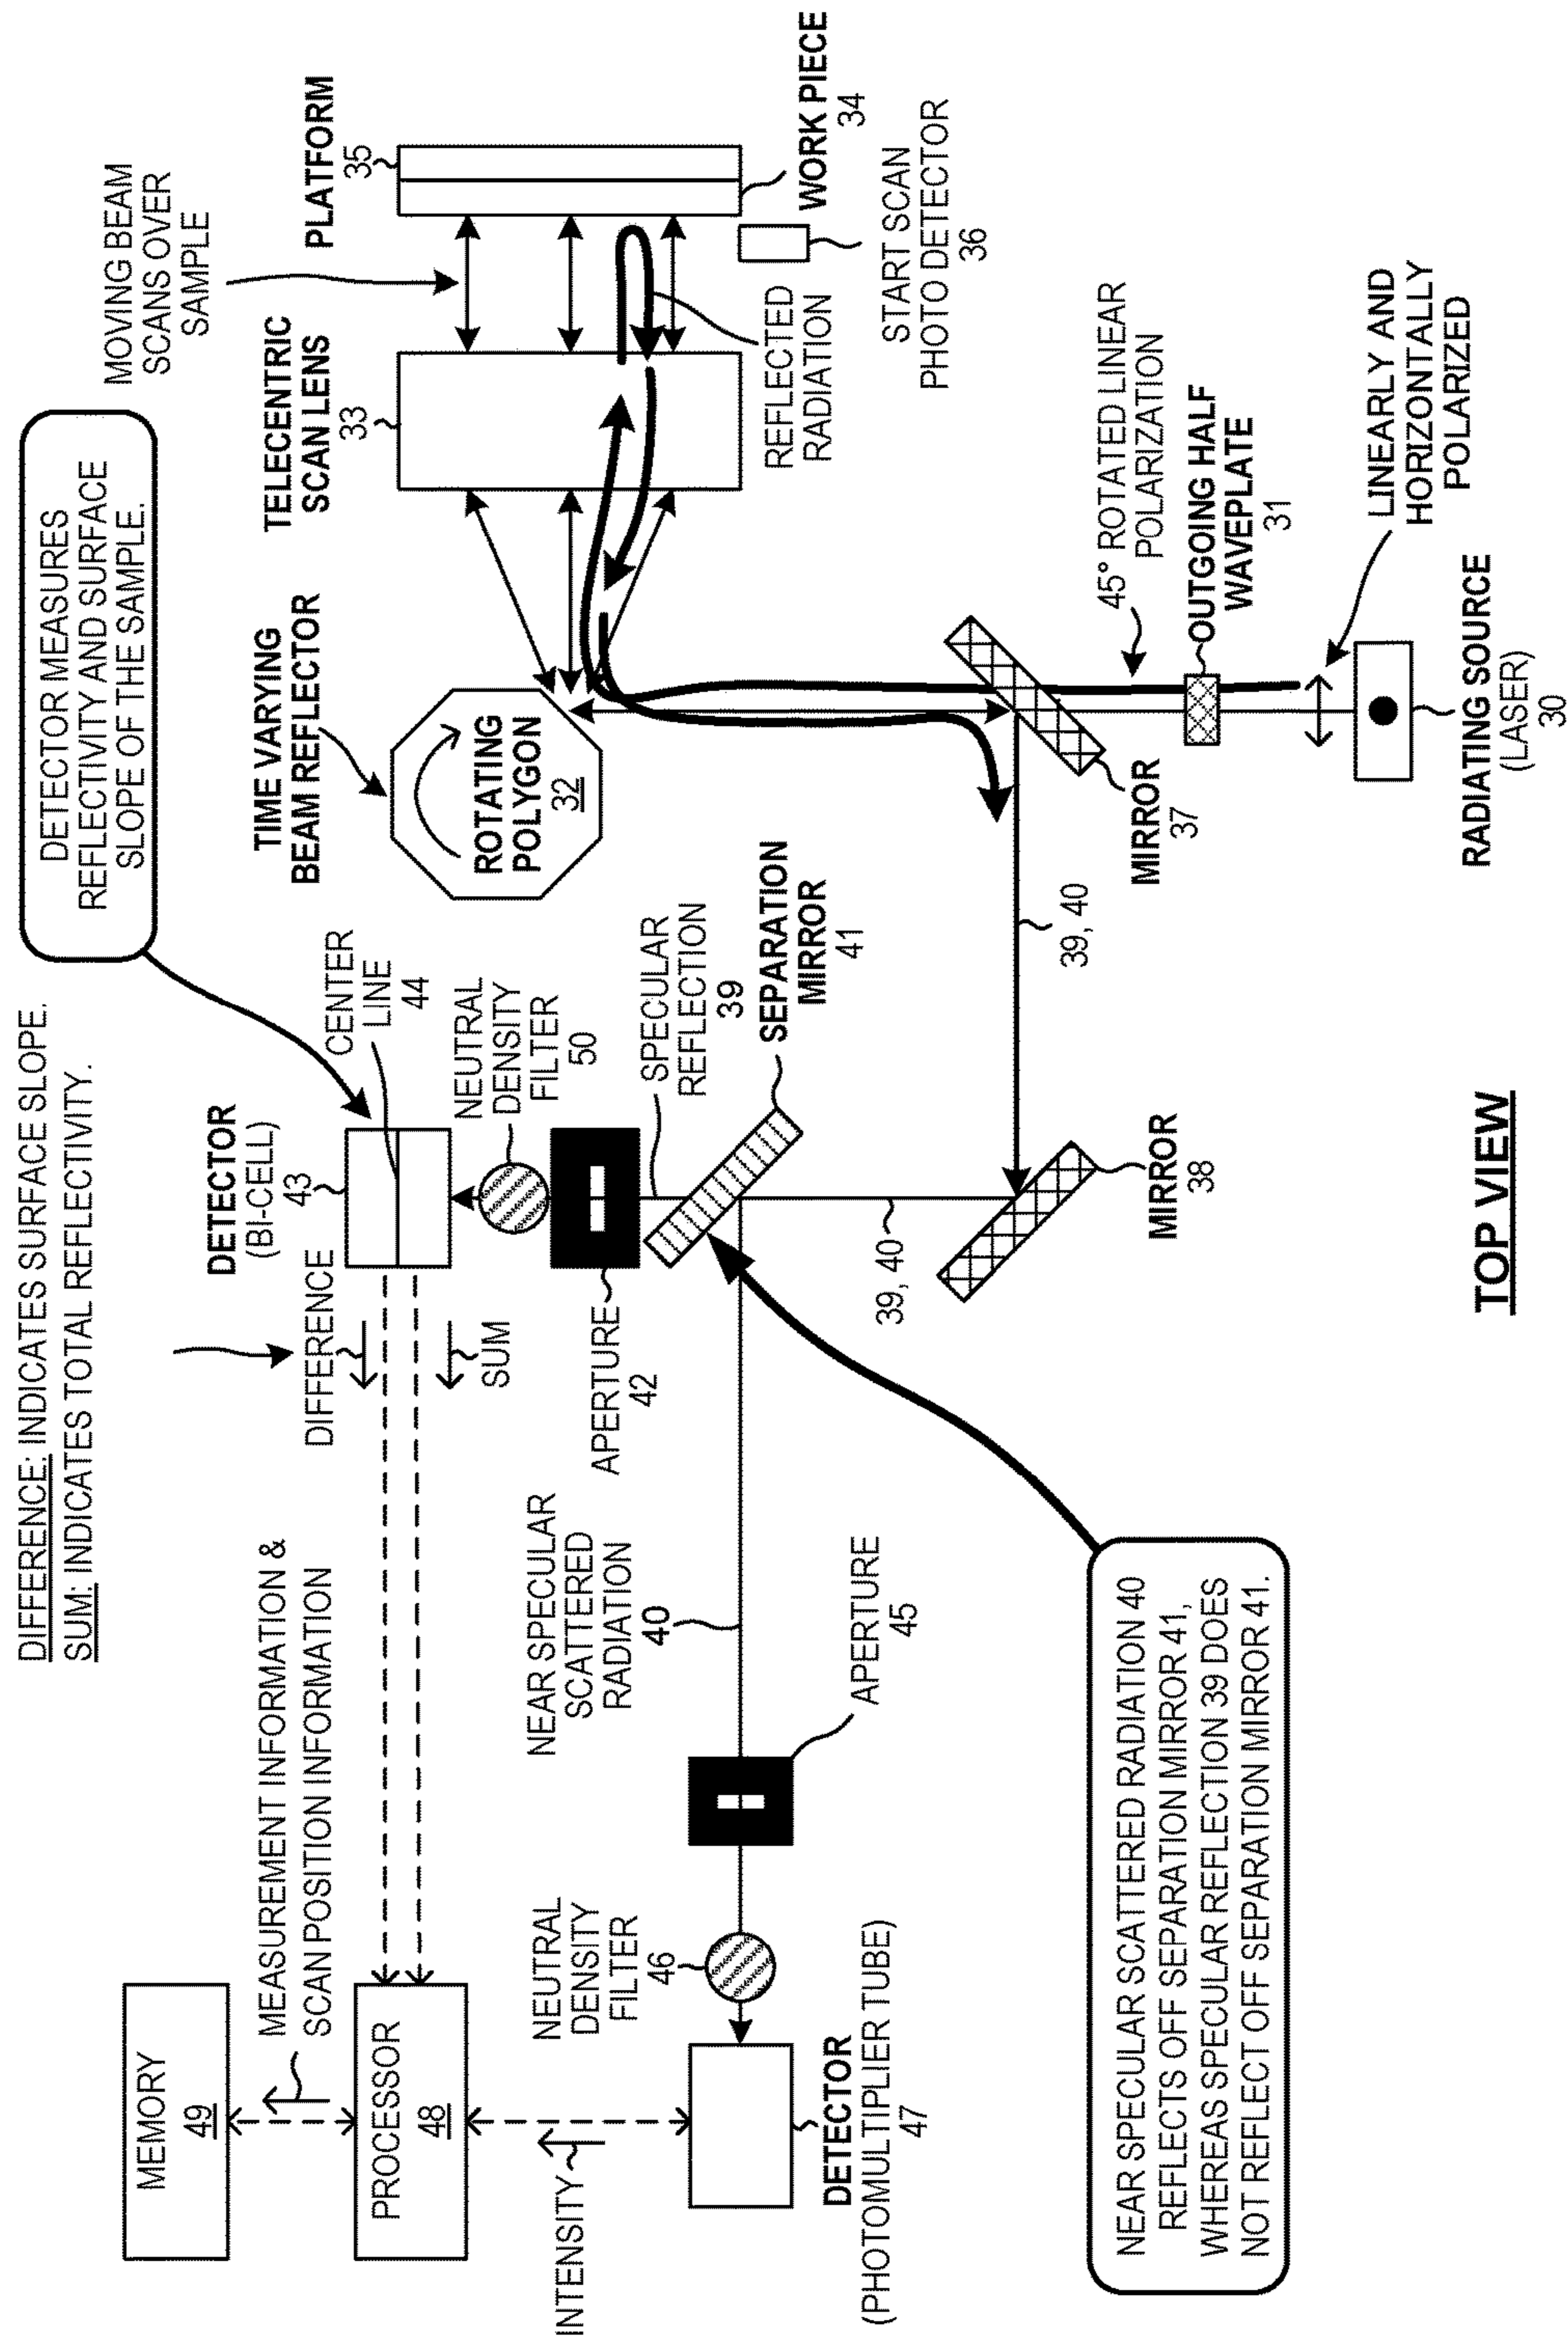 DIFFERENCE: INDICATES SURFACE SLOPE.
SUM: INDICATES TOTAL REFLECTIVITY.
DETECTOR MEASURES
REFLECTIVITY AND SURFACE
SLOPE OF THE SAMPLE.
MOVING BEAM
SCANS OVER
SAMPLE
MEMORY
49
MEASUREMENT INFORMATION &
SCAN POSITION INFORMATION
PROCESSOR
48
DIFFERENCE
SUM
DETECTOR
(BI-CELL)
43
CENTER
LINE
44
NEUTRAL
DENSITY
FILTER
50
TIME VARYING
BEAM REFLECTOR
ROTATING
POLYGON
32
TELECENTRIC
SCAN LENS
33
PLATFORM
35
WORK PIECE
34
START SCAN
PHOTO DETECTOR
36
REFLECTED
RADIATION
INTENSITY
NEUTRAL
DENSITY
FILTER
46
NEAR SPECULAR
SCATTERED
RADIATION
40
APERTURE
42
SPECULAR
REFLECTION
39
SEPARATION
MIRROR
41
DETECTOR
(PHOTOMULTIPLIER TUBE)
47
APERTURE
45
39, 40
39, 40
MIRROR
38
MIRROR
37
45° ROTATED LINEAR
POLARIZATION
OUTGOING HALF
WAVEPLATE
31
LINEARLY AND
HORIZONTALLY
POLARIZED
RADIATING SOURCE
(LASER)
30
NEAR SPECULAR SCATTERED RADIATION 40
REFLECTS OFF SEPARATION MIRROR 41,
WHEREAS SPECULAR REFLECTION 39 DOES
NOT REFLECT OFF SEPARATION MIRROR 41.
TOP VIEW